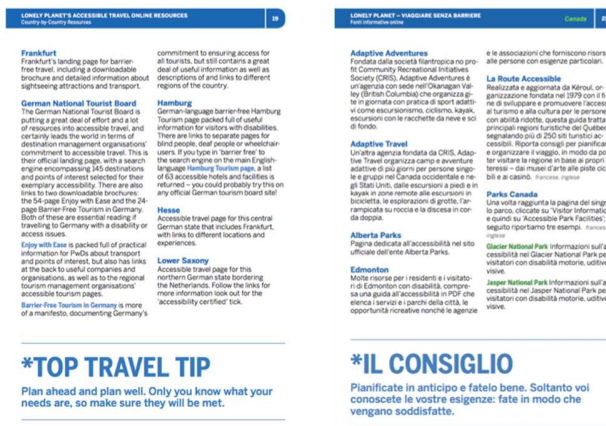 LONELY PLANET'S ACCESSIBLE TRAVEL ONLINE RESOURCES
Country by Country Resources
19
Frankfurt
Frankfurt's landing page for barrier-
free travel, including a downloadable
brochure and detailed information about
sightseeing attractions and transport.
German National Tourist Board
The German National Tourist Board is
putting a great deal of effort and a lot
of resources into accessible travel, and
certainly leads the world in terms of
destination management organisations'
commitment to accessible travel. This is
their official landing page, with a search
engine encompassing 145 destinations
and points of interest selected for their
exemplary accessibility. There are also
links to two downloadable brochures:
the 54-page Enjoy with Ease and the 24-
page Barrier-Free Tourism in Germany.
Both of these are essential reading if
travelling to Germany with a disability or
access issues.
Enjoy with Ease is packed full of practical
information for PwDs about transport
and points of interest, but also has links
at the back to useful companies and
organisations, as well as to the regional
tourism management organisations'
accessible tourism pages.
Barrier-Free Tourism in Germany is more
of a manifesto, documenting Germany's
commitment to ensuring access for
all tourists, but still contains a great
deal of useful information as well as
descriptions of and links to different
regions of the country.
Hamburg
German-language barrier-free Hamburg
Tourism page packed full of useful
information for visitors with disabilities.
There are links to separate pages for
blind people, deaf people or wheelchair-
users. If you type in 'barrier free' to
the search engine on the main English-
language Hamburg Tourism page, a list
of 63 accessible hotels and facilities is
returned – you could probably try this on
any official German tourism board site!
Hesse
Accessible travel page for this central
German state that includes Frankfurt,
with links to different locations and
experiences.
Lower Saxony
Accessible travel page for this
northern German state bordering
the Netherlands. Follow the links for
more information look out for the
'accessibility certified' tick.
*TOP TRAVEL TIP
Plan ahead and plan well. Only you know what your
needs are, so make sure they will be met.
LONELY PLANET – VIAGGIARE SENZA BARRIERE
Fonti informative online
Canada
Adaptive Adventures
Fondata dalla società filantropica no pro-
fit Community Recreational Initiatives
Society (CRIS), Adaptive Adventures è
un'agenzia con sede nell'Okanagan Val-
ley (British Columbia) che organizza gi-
te in giornata con pratica di sport adatti-
vi come escursionismo, ciclismo, kayak,
escursioni con le racchette da neve e sci
di fondo.
Adaptive Travel
Un'altra agenzia fondata da CRIS, Adap-
tive Travel organizza camp e avventure
adattive di più giorni per persone singo-
le e gruppi nel Canada occidentale e ne-
gli Stati Uniti, dalle escursioni a piedi e in
kayak in zone remote alle escursioni in
bicicletta, le esplorazioni di grotte, l'ar-
rampicata su roccia e la discesa in cor-
da doppia.
Alberta Parks
Pagina dedicata all'accessibilità nel sito
ufficiale dell'ente Alberta Parks.
Edmonton
Molte risorse per i residenti e i visitato-
ri di Edmonton con disabilità, compre-
sa una guida all'accessibilità in PDF che
elenca i servizi e i parchi della città, le
opportunità ricreative nonché le agenzie
e le associazioni che forniscono risors
alle persone con esigenze particolari.
La Route Accessible
Realizzata e aggiornata da Kéroul, or-
ganizzazione fondata nel 1979 con il fi
ne di sviluppare e promuovere l'acces
al turismo e alla cultura per le persone
con abilità ridotte, questa guida tratta
principali regioni turistiche del Québec
segnalando più di 250 siti turistici ac-
cessibili. Riporta consigli per pianificar
e organizzare il viaggio, in modo da po
ter visitare la regione in base ai propri
teressi – dai musei d'arte alle piste cic
bili e ai francese, inglese
Parks Canada
Una volta raggiunta la pagina del sing
lo parco, cliccate su 'Visitor Informatio
e quindi su 'Accessible Park Facilities';
seguito riportiamo tre esempi. frances
inglese
Glacier National Park Informazioni sull'a
cessibilità nel Glacier National Park pe
visitatori con disabilità motorie, uditive
visive.
Jasper National Park Informazioni sull'a
cessibilità nel Jasper National Park pe
visitatori con disabilità motorie, uditive
visive.
*IL CONSIGLIO
Pianificate in anticipo e fatelo bene. Soltanto voi
conoscete le vostre esigenze: fate in modo che
vengano soddisfatte.